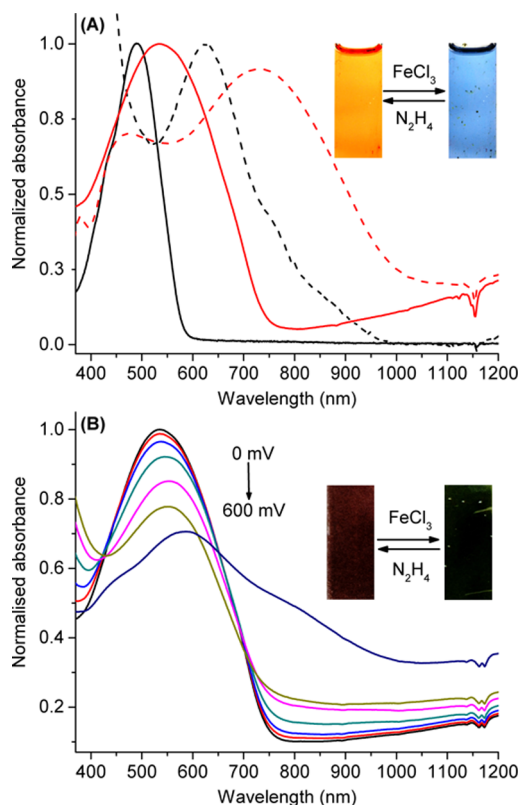 (A)
Normalized absorbance
1.0
0.8
0.5
0.3
0.0
FeCl3
N2H4
400 500 600 700 800 900 1000 1100 1200
Wavelength (nm)
(B)
Normalised absorbance
1.0
0.8
0.6
0.4
0.2
0 mV
600 mV
FeCl3
N2H4
400 500 600 700 800 900 1000 1100 1200
Wavelength (nm)